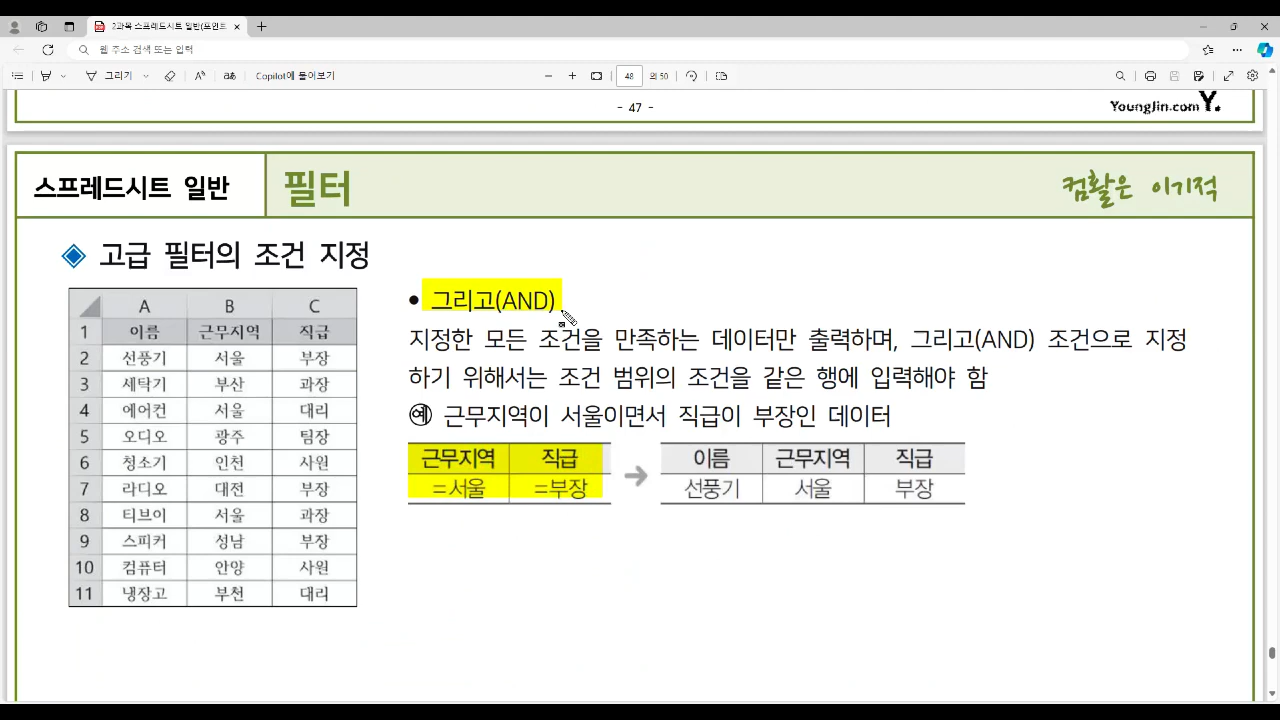 2과목 스프레드시트 일반(포인트
웹 주소 검색 또는 입력
그리기
Copilot에 물어보기
48 의 50
- 47 -
Youngjin.com Y.
스프레드시트 일반
필터
컴활은 이기적
고급 필터의 조건 지정
A B C
1 이름 근무지역 직급
2 선풍기 서울 부장
3 세탁기 부산 과장
4 에어컨 서울 대리
5 오디오 광주 팀장
6 청소기 인천 사원
7 라디오 대전 부장
8 티브이 서울 과장
9 스피커 성남 부장
10 컴퓨터 안양 사원
11 냉장고 부천 대리
• 그리고(AND)
지정한 모든 조건을 만족하는 데이터만 출력하며, 그리고(AND) 조건으로 지정
하기 위해서는 조건 범위의 조건을 같은 행에 입력해야 함
예 근무지역이 서울이면서 직급이 부장인 데이터
근무지역 직급 이름 근무지역 직급
=서울 =부장 → 선풍기 서울 부장